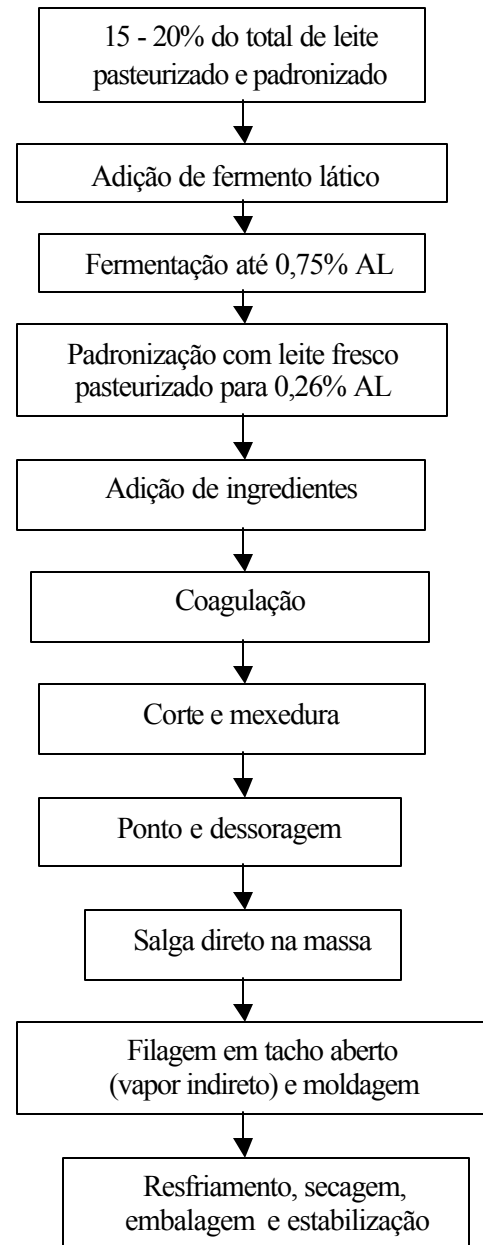 15 - 20% do total de leite
pasteurizado e padronizado
Adição de fermento lático
Fermentação até 0,75% AL
Padronização com leite fresco
pasteurizado para 0,26% AL
Adição de ingredientes
Coagulação
Corte e mexedura
Ponto e dessoragem
Salga direto na massa
Filagem em tacho aberto
(vapor indireto) e moldagem
Resfriamento, secagem,
embalagem e estabilização